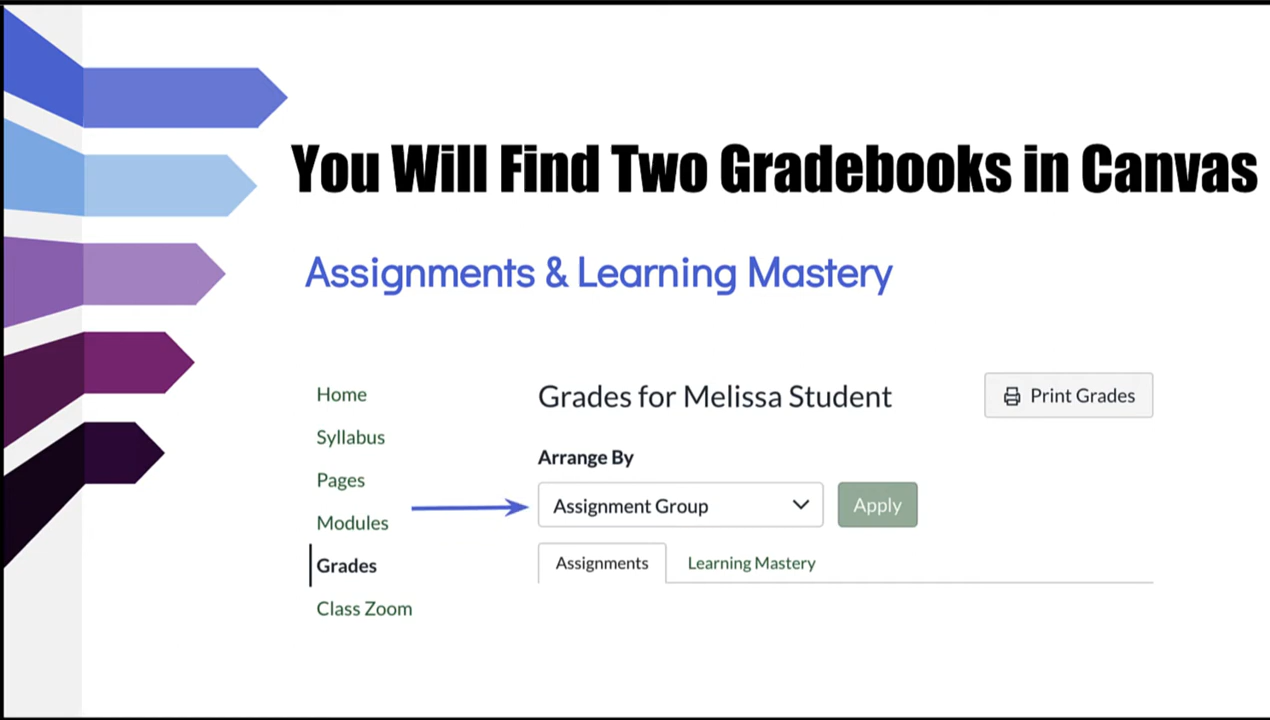 You Will Find Two Gradebooks in Canvas
Assignments & Learning Mastery
Home
Syllabus
Pages
Modules
Grades
Class Zoom
Grades for Melissa Student
Print Grades
Arrange By
Assignment Group
Apply
Assignments
Learning Mastery